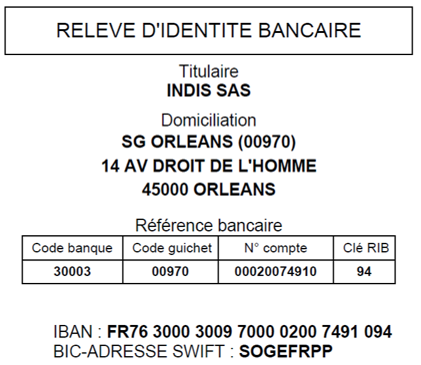 RELEVE D'IDENTITE BANCAIRE
Titulaire
INDIS SAS
Domiciliation
SG ORLEANS (00970)
14 AV DROIT DE L'HOMME
45000 ORLEANS
Référence bancaire
Code banque Code guichet N° compte Clé RIB
30003 00970 00020074910 94
IBAN : FR76 3000 3009 7000 0200 7491 094
BIC-ADRESSE SWIFT : SOGEFRPP